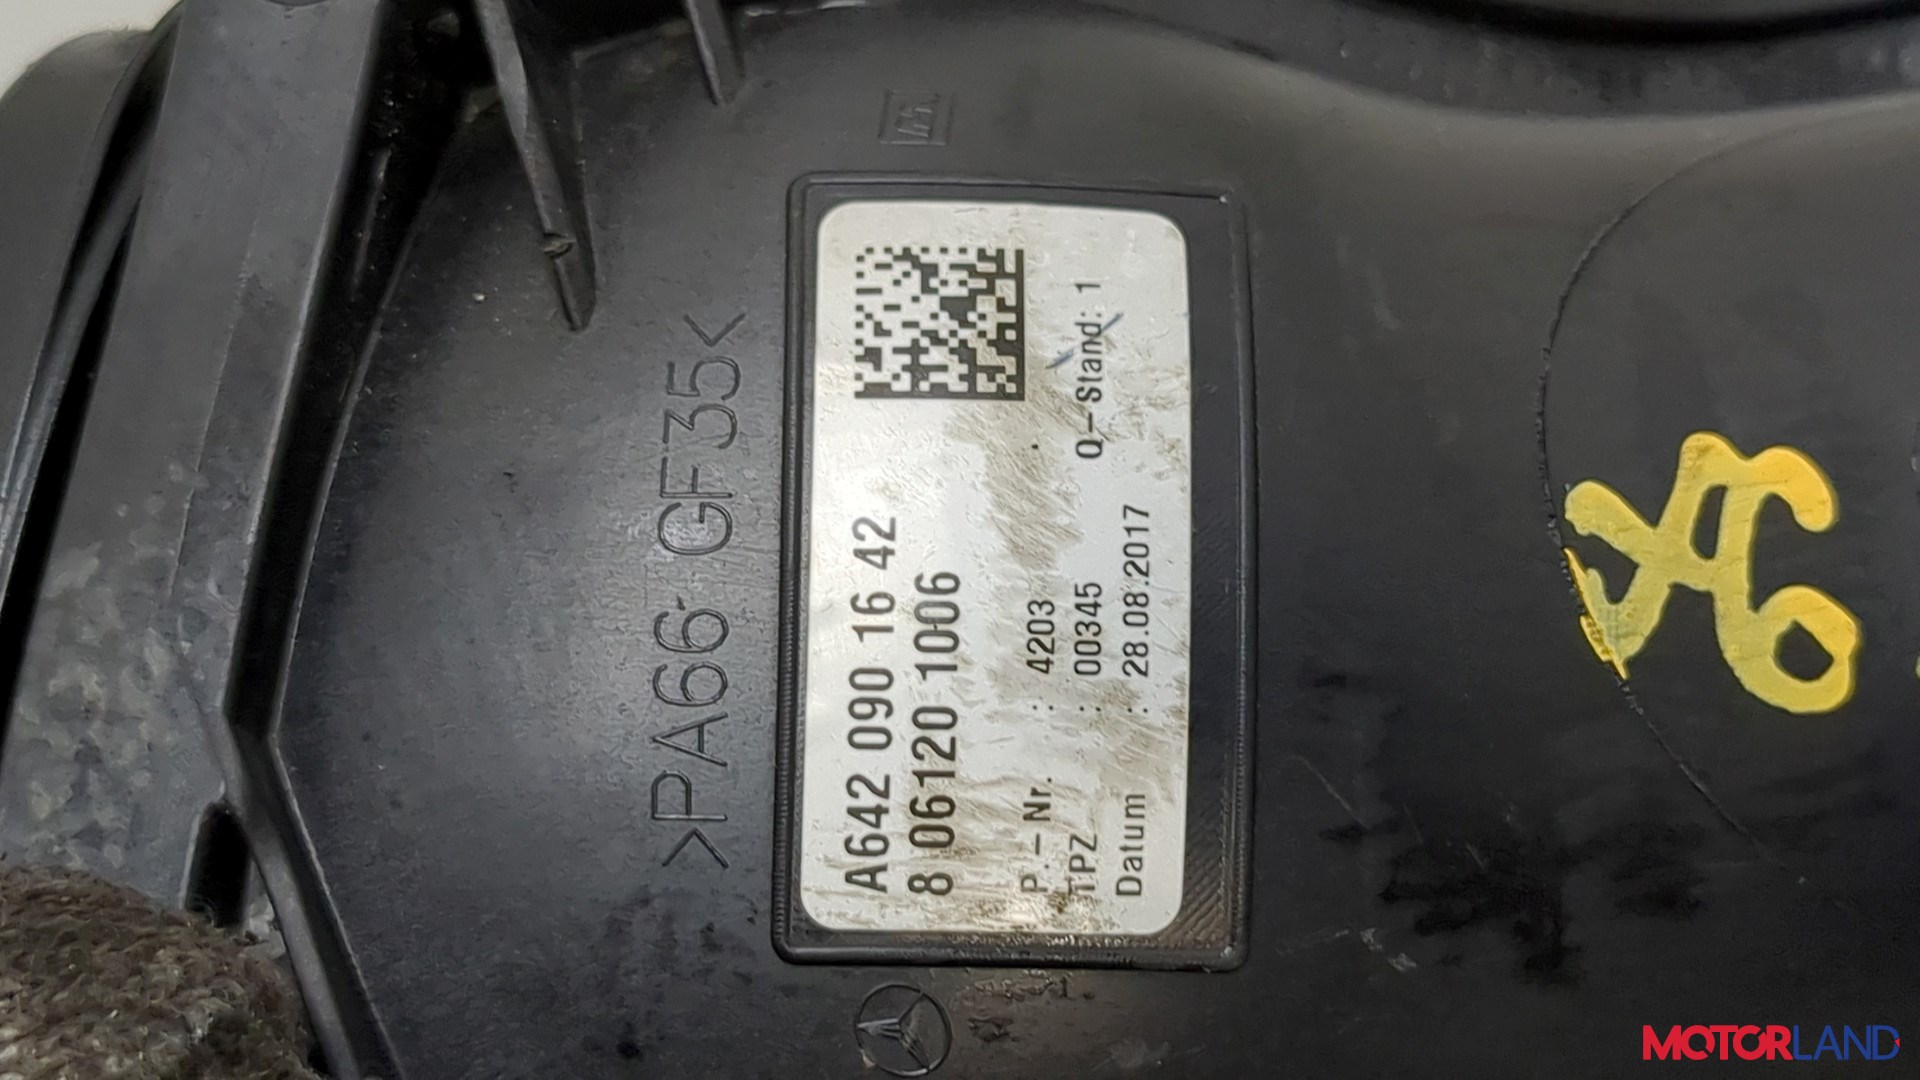 >PA66 GF35<
A642 090 16 42
8 06120 1006
P.-Nr. : 4203 .
TPZ : 00345 Q-Stand: 1
Datum : 28.08.2017
MOTORLAND